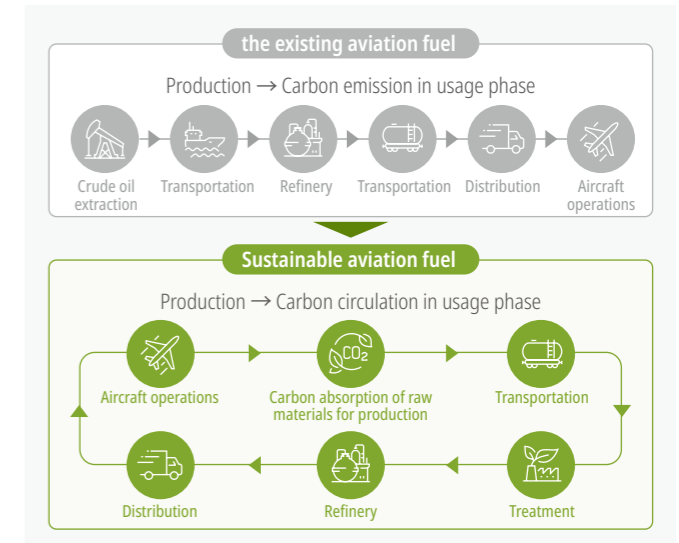 the existing aviation fuel
Production → Carbon emission in usage phase
Crude oil
extraction
Transportation
Refinery
Transportation
Distribution
Aircraft
operations
Sustainable aviation fuel
Production → Carbon circulation in usage phase
Aircraft operations
CO₂
Carbon absorption of raw
materials for production
Transportation
Distribution
Refinery
Treatment